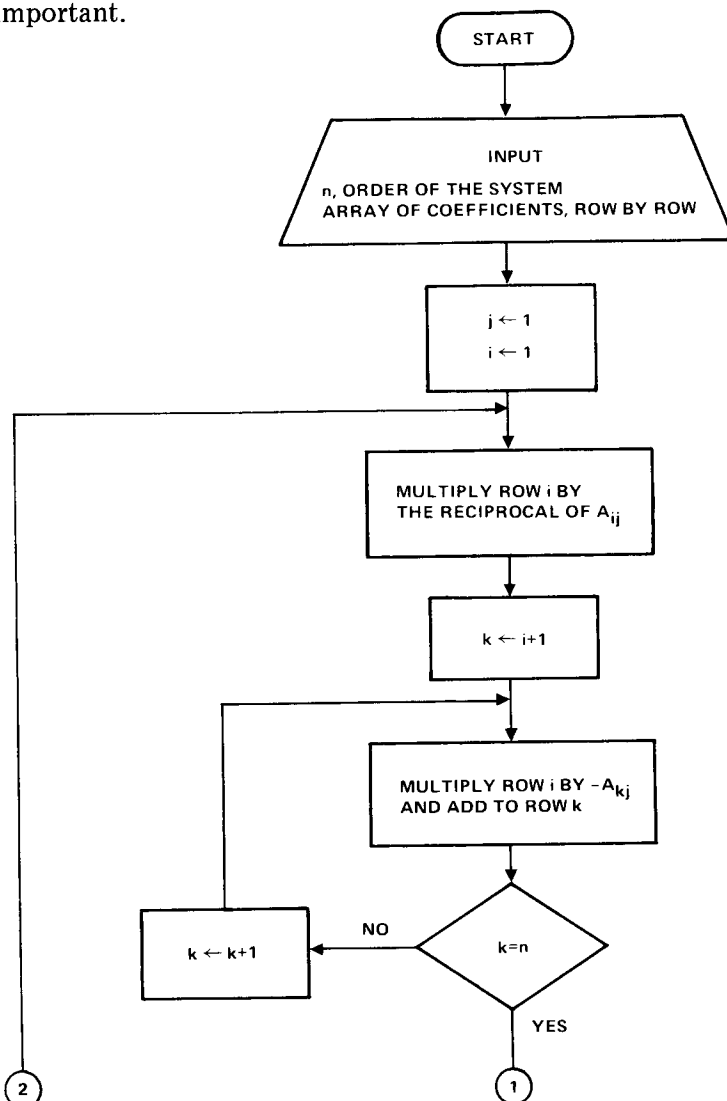 mportant.
START
INPUT
n, ORDER OF THE SYSTEM
ARRAY OF COEFFICIENTS, ROW BY ROW
j ← 1
i ← 1
MULTIPLY ROW i BY
THE RECIPROCAL OF Aij
k ← i+1
MULTIPLY ROW i BY -Akj
AND ADD TO ROW k
k=n
NO
k ← k+1
YES
2
1